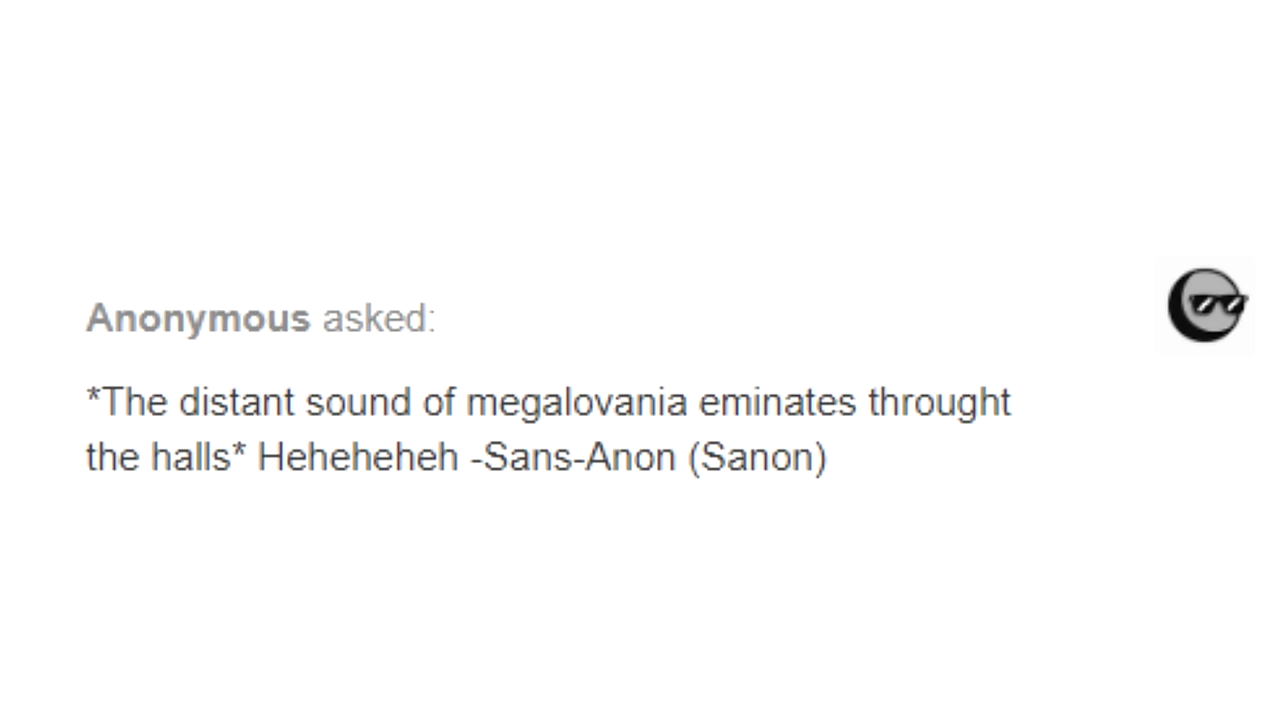 Anonymous asked:
*The distant sound of megalovania eminates throught
the halls* Heheheheh -Sans-Anon (Sanon)